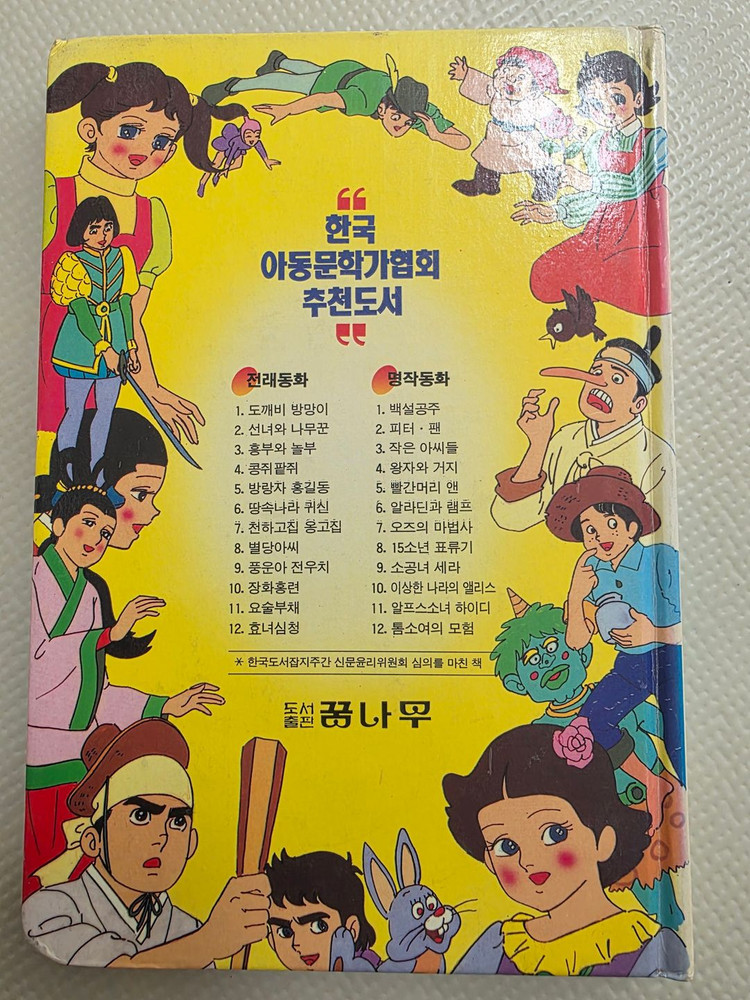 ❝
한국
아동문학가협회
추천도서
❞
전래동화
1. 도깨비 방망이
2. 선녀와 나무꾼
3. 흥부와 놀부
4. 콩쥐팥쥐
5. 방랑자 홍길동
6. 땅속나라 귀신
7. 천하고집 옹고집
8. 별당아씨
9. 풍운아 전우치
10. 장화홍련
11. 요술부채
12. 효녀심청
명작동화
1. 백설공주
2. 피터·팬
3. 작은 아씨들
4. 왕자와 거지
5. 빨간머리 앤
6. 알라딘과 램프
7. 오즈의 마법사
8. 15소년 표류기
9. 소공녀 세라
10. 이상한 나라의 앨리스
11. 알프스소녀 하이디
12. 톰소여의 모험
* 한국도서잡지주간 신문윤리위원회 심의를 마친 책
도서출판 꿈나무